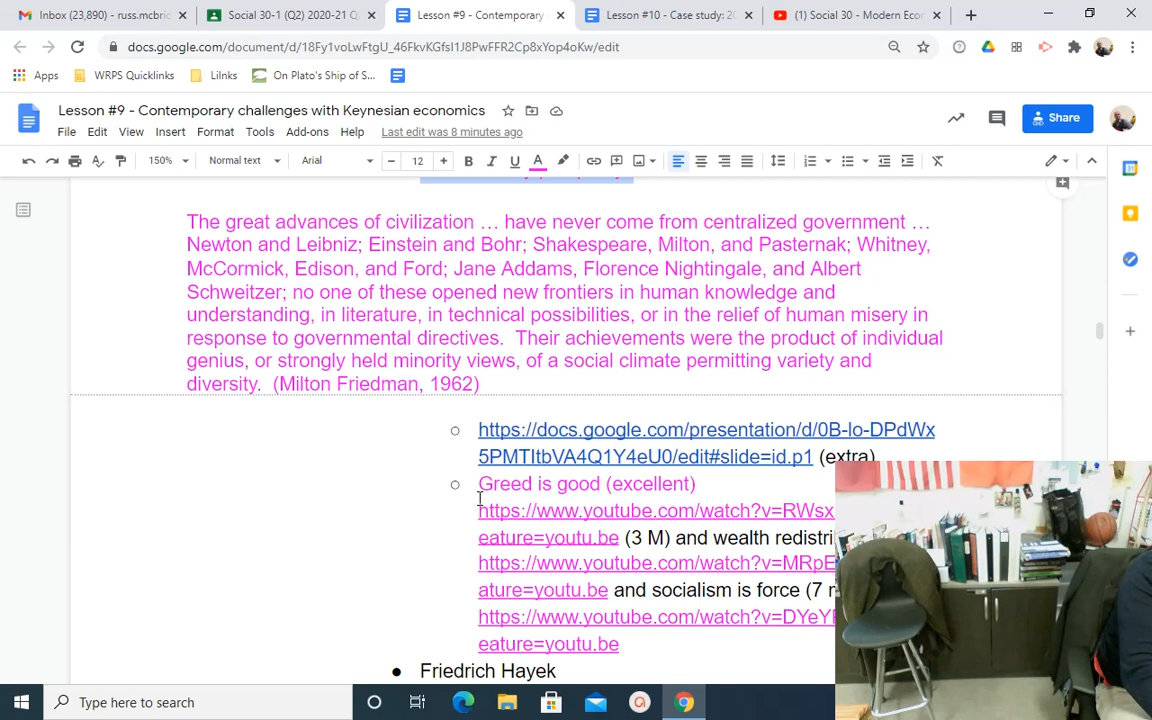 Inbox (23,890) - russ.mcbri
Social 30-1 (Q2) 2020-21 Q
Lesson #9 - Contemporary
Lesson #10 - Case study: 20
(1) Social 30 - Modern Econ
docs.google.com/document/d/18Fy1voLwFtgU_46FkvKGfsI1J8PwFFR2Cp8xYop4oKw/edit
Apps
WRPS Quicklinks
Lilnks
On Plato's Ship of S...
Lesson #9 - Contemporary challenges with Keynesian economics
Share
File Edit View Insert Format Tools Add-ons Help Last edit was 8 minutes ago
150% Normal text Arial 12
The great advances of civilization … have never come from centralized government …
Newton and Leibniz; Einstein and Bohr; Shakespeare, Milton, and Pasternak; Whitney,
McCormick, Edison, and Ford; Jane Addams, Florence Nightingale, and Albert
Schweitzer; no one of these opened new frontiers in human knowledge and
understanding, in literature, in technical possibilities, or in the relief of human misery in
response to governmental directives. Their achievements were the product of individual
genius, or strongly held minority views, of a social climate permitting variety and
diversity. (Milton Friedman, 1962)
https://docs.google.com/presentation/d/0B-lo-DPdWx
5PMTItbVA4Q1Y4eU0/edit#slide=id.p1 (extra)
Greed is good (excellent)
https://www.youtube.com/watch?v=RWsx
eature=youtu.be (3 M) and wealth redistri
https://www.youtube.com/watch?v=MRpE
ature=youtu.be and socialism is force (7 
https://www.youtube.com/watch?v=DYeY
eature=youtu.be
Friedrich Hayek
Type here to search